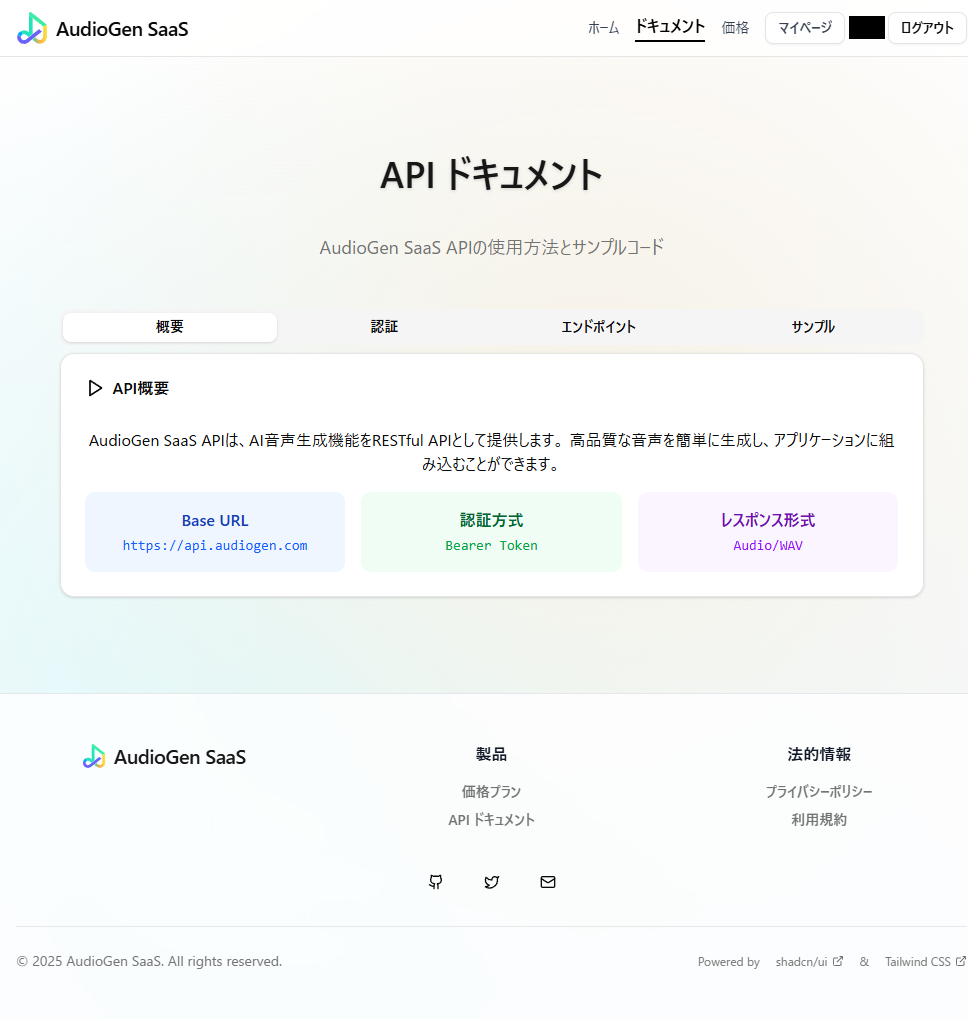 AudioGen SaaS
ホーム ドキュメント 価格 マイページ ログアウト
API ドキュメント
AudioGen SaaS APIの使用方法とサンプルコード
概要 認証 エンドポイント サンプル
API概要
AudioGen SaaS APIは、AI音声生成機能をRESTful APIとして提供します。高品質な音声を簡単に生成し、アプリケーションに組
み込むことができます。
Base URL
https://api.audiogen.com
認証方式
Bearer Token
レスポンス形式
Audio/WAV
AudioGen SaaS
製品
価格プラン
API ドキュメント
法的情報
プライバシーポリシー
利用規約
© 2025 AudioGen SaaS. All rights reserved.
Powered by shadcn/ui & Tailwind CSS